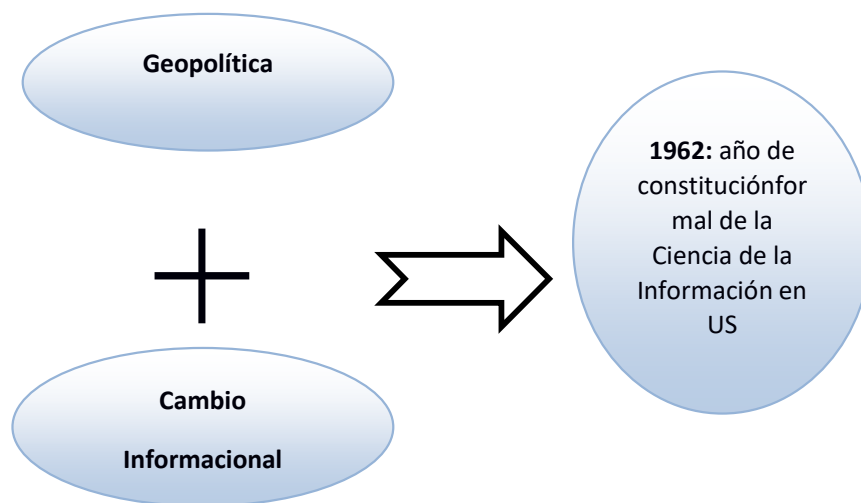 Geopolítica
Cambio
Informacional
1962: año de
constituciónfor
mal de la
Ciencia de la
Información en
US